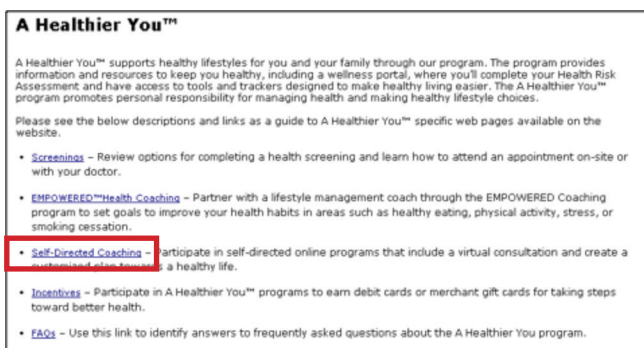 A Healthier You™
A Healthier You™ supports healthy lifestyles for you and your family through our program. The program provides
information and resources to keep you healthy, including a wellness portal, where you'll complete your Health Risk
Assessment and have access to tools and trackers designed to make healthy living easier. The A Healthier You™
program promotes personal responsibility for managing health and making healthy lifestyle choices.
Please see the below descriptions and links as a guide to A Healthier You™ specific web pages available on the
website.
• Screenings – Review options for completing a health screening and learn how to attend an appointment on-site or
with your doctor.
• EMPOWERED™Health Coaching – Partner with a lifestyle management coach through the EMPOWERED Coaching
program to set goals to improve your health habits in areas such as healthy eating, physical activity, stress, or
smoking cessation.
• Self-Directed Coaching – Participate in self-directed online programs that include a virtual consultation and create a
customized plan towards a healthy life.
• Incentives – Participate in A Healthier You™ programs to earn debit cards or merchant gift cards for taking steps
toward better health.
• FAQs – Use this link to identify answers to frequently asked questions about the A Healthier You program.